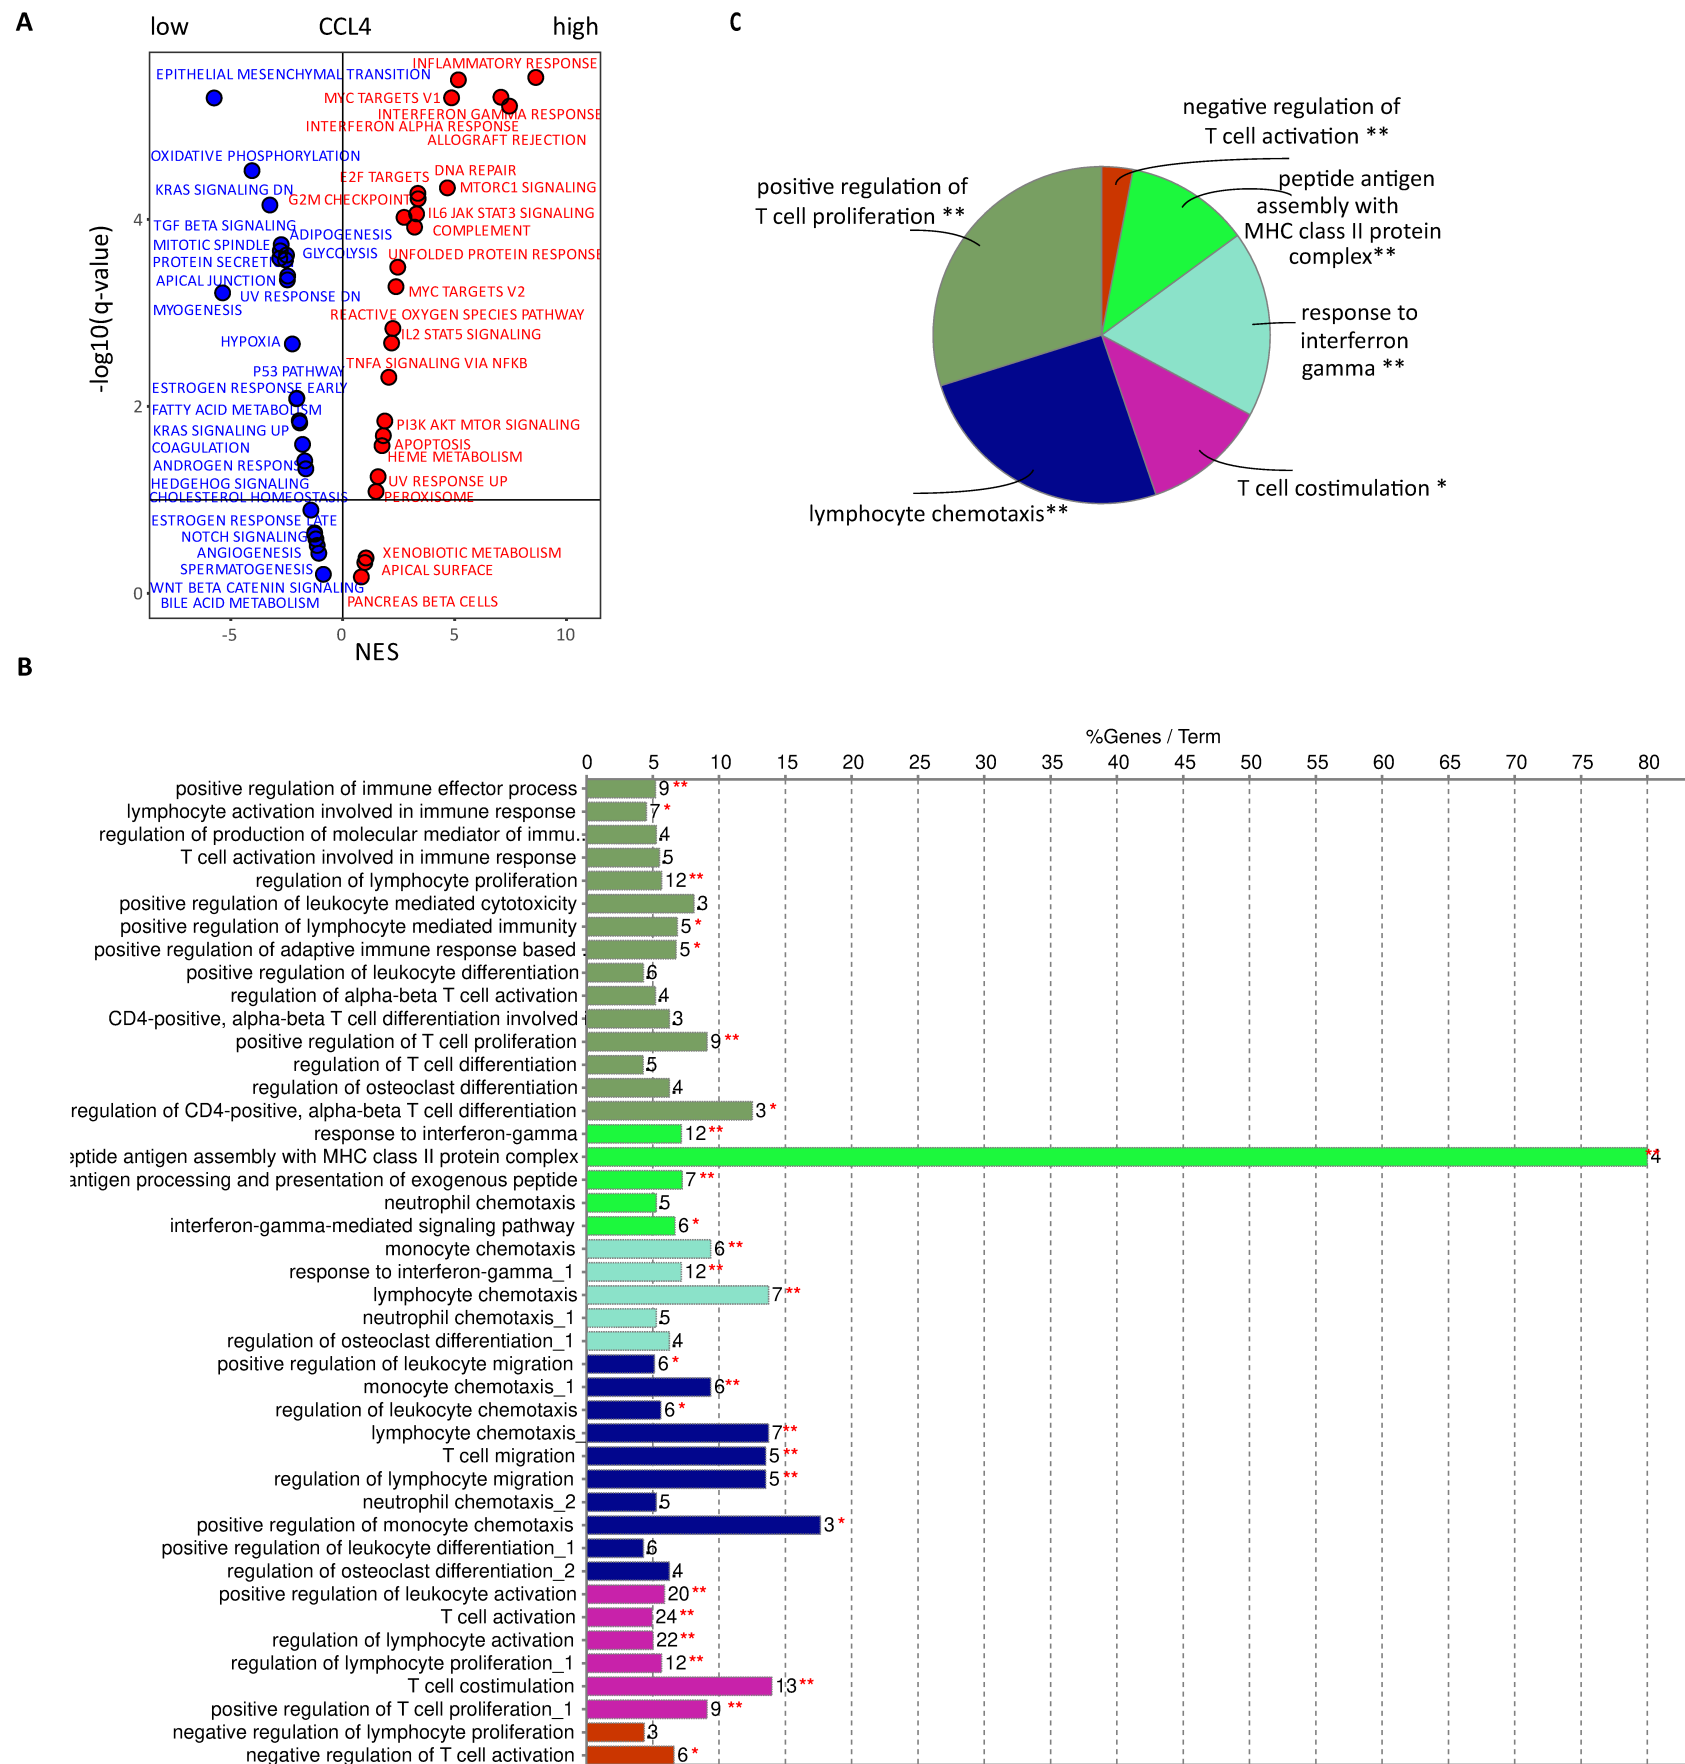 A
low CCL4 high
INFLAMMATORY RESPONSE
EPITHELIAL MESENCHYMAL TRANSITION
MYC TARGETS V1
INTERFERON GAMMA RESPONSE
INTERFERON ALPHA RESPONSE
ALLOGRAFT REJECTION
OXIDATIVE PHOSPHORYLATION
DNA REPAIR
E2F TARGETS
KRAS SIGNALING DN
MTORC1 SIGNALING
G2M CHECKPOINT
IL6 JAK STAT3 SIGNALING
TGF BETA SIGNALING
COMPLEMENT
ADIPOGENESIS
MITOTIC SPINDLE
GLYCOLYSIS
UNFOLDED PROTEIN RESPONSE
PROTEIN SECRETI
APICAL JUNCTION
MYC TARGETS V2
UV RESPONSE DN
MYOGENESIS
REACTIVE OXYGEN SPECIES PATHWAY
HYPOXIA
IL2 STAT5 SIGNALING
TNFA SIGNALING VIA NFKB
P53 PATHWAY
ESTROGEN RESPONSE EARLY
FATTY ACID METABOLISM
PI3K AKT MTOR SIGNALING
KRAS SIGNALING UP
APOPTOSIS
COAGULATION
HEME METABOLISM
ANDROGEN RESPONS
HEDGEHOG SIGNALING
UV RESPONSE UP
CHOLESTEROL HOMEOSTASIS
PEROXISOME
ESTROGEN RESPONSE LATE
NOTCH SIGNALING
ANGIOGENESIS
XENOBIOTIC METABOLISM
SPERMATOGENESIS
APICAL SURFACE
WNT BETA CATENIN SIGNALING
BILE ACID METABOLISM
PANCREAS BETA CELLS
-log10(q-value)
4
2
0
-5 0 5 10
NES
C
negative regulation of
T cell activation **
peptide antigen
assembly with
MHC class II protein
complex**
positive regulation of
T cell proliferation **
response to
interferron
gamma **
T cell costimulation *
lymphocyte chemotaxis**
B
%Genes / Term
0 5 10 15 20 25 30 35 40 45 50 55 60 65 70 75 80
positive regulation of immune effector process 9 **
lymphocyte activation involved in immune response 7 *
regulation of production of molecular mediator of immu.. 4
T cell activation involved in immune response 5
regulation of lymphocyte proliferation 12 **
positive regulation of leukocyte mediated cytotoxicity 3
positive regulation of lymphocyte mediated immunity 5 *
positive regulation of adaptive immune response based . 5 *
positive regulation of leukocyte differentiation 6
regulation of alpha-beta T cell activation 4
CD4-positive, alpha-beta T cell differentiation involved 3
positive regulation of T cell proliferation 9 **
regulation of T cell differentiation 5
regulation of osteoclast differentiation 4
regulation of CD4-positive, alpha-beta T cell differentiation 3 *
response to interferon-gamma 12 **
eptide antigen assembly with MHC class II protein complex 4 **
antigen processing and presentation of exogenous peptide 7 **
neutrophil chemotaxis 5
interferon-gamma-mediated signaling pathway 6 *
monocyte chemotaxis 6 **
response to interferon-gamma_1 12 **
lymphocyte chemotaxis 7 **
neutrophil chemotaxis_1 5
regulation of osteoclast differentiation_1 4
positive regulation of leukocyte migration 6 *
monocyte chemotaxis_1 6 **
regulation of leukocyte chemotaxis 6 *
lymphocyte chemotaxis_ 7 **
T cell migration 5 **
regulation of lymphocyte migration 5 **
neutrophil chemotaxis_2 5
positive regulation of monocyte chemotaxis 3 *
positive regulation of leukocyte differentiation_1 6
regulation of osteoclast differentiation_2 4
positive regulation of leukocyte activation 20 **
T cell activation 24 **
regulation of lymphocyte activation 22 **
regulation of lymphocyte proliferation_1 12 **
T cell costimulation 13 **
positive regulation of T cell proliferation_1 9 **
negative regulation of lymphocyte proliferation 3
negative regulation of T cell activation 6 *